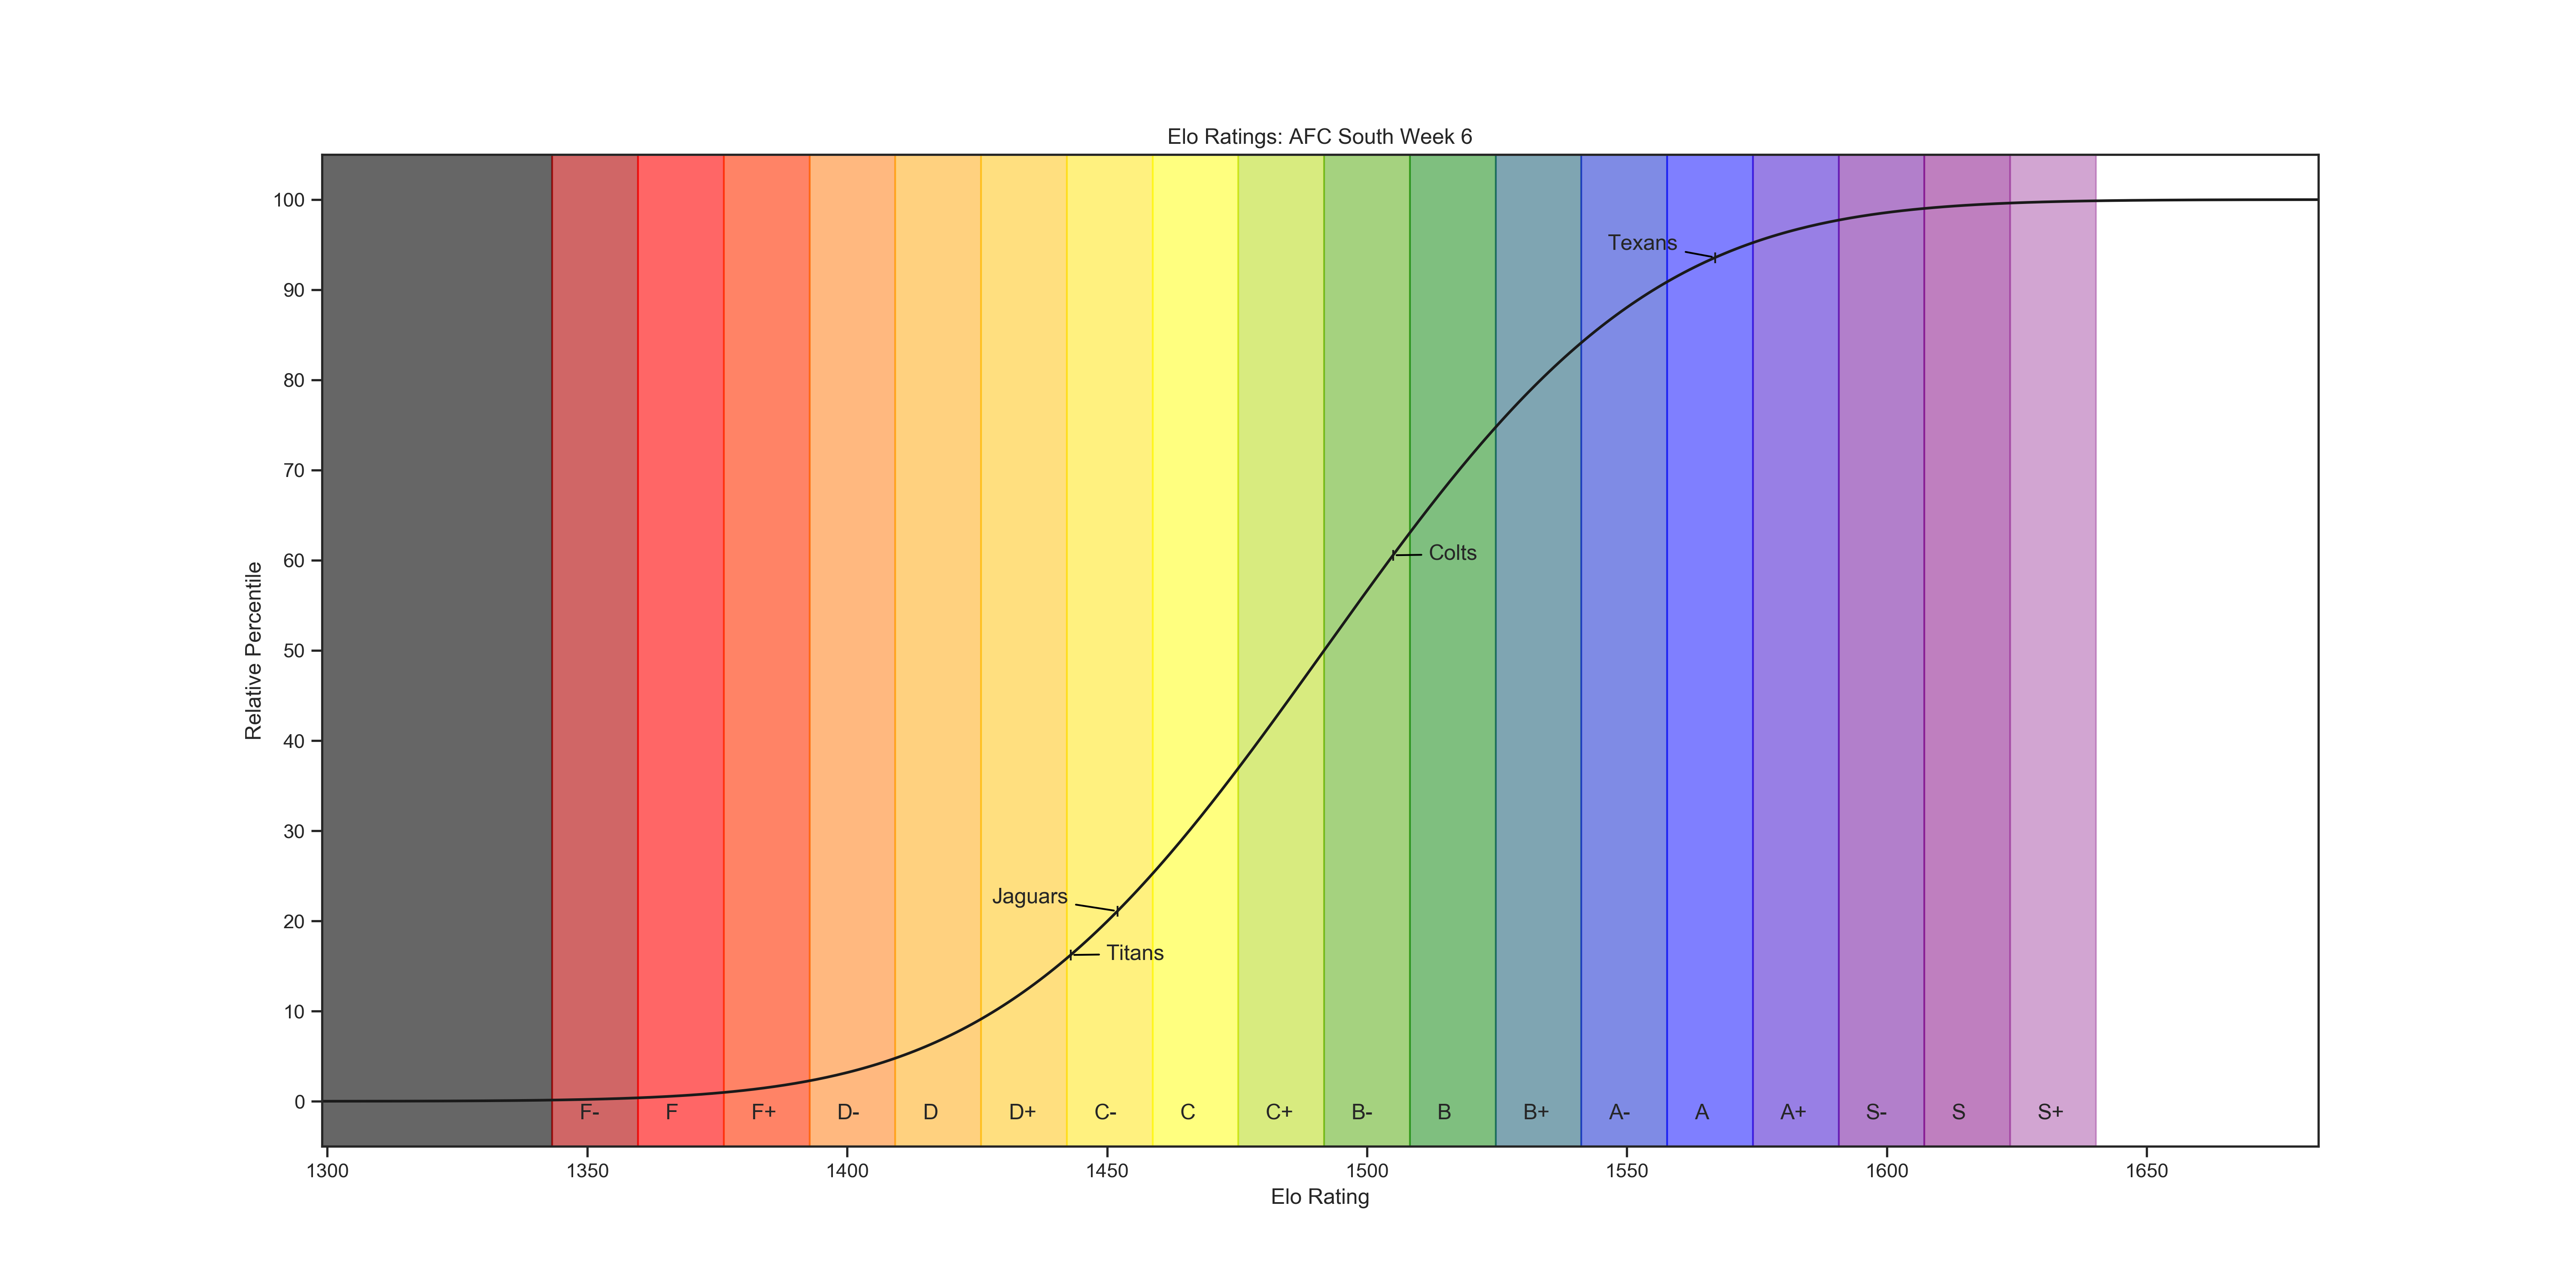 Elo Ratings: AFC South Week 6
100
90
80
70
60
50
40
30
20
10
0
Relative Percentile
Texans
Colts
Jaguars
Titans
F- F F+ D- D D+ C- C C+ B- B B+ A- A A+ S- S S+
1300 1350 1400 1450 1500 1550 1600 1650
Elo Rating